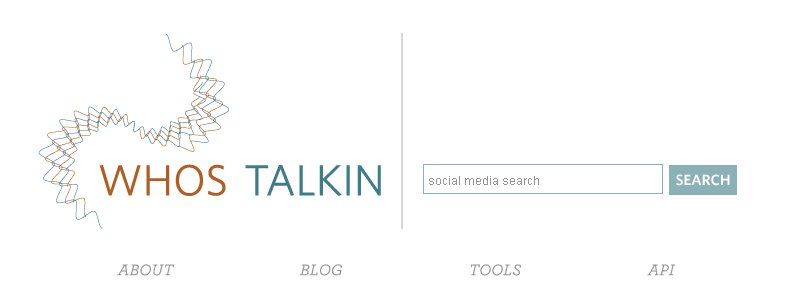 WHOS TALKIN
social media search
SEARCH
ABOUT
BLOG
TOOLS
API